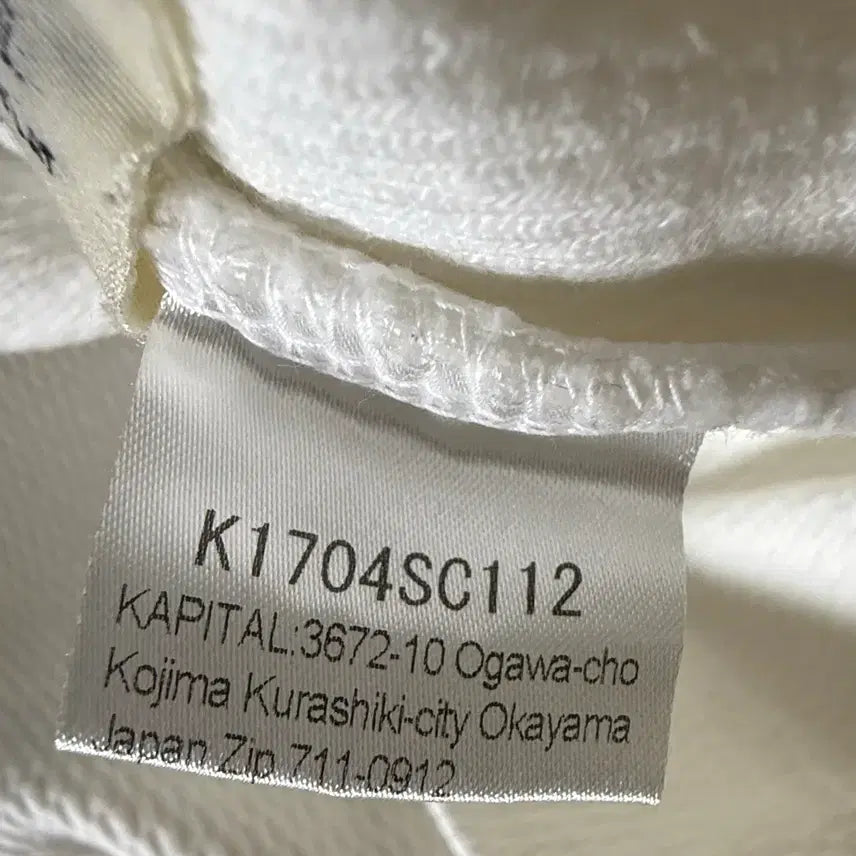 K1704SC112
KAPITAL:3672-10 Ogawa-cho
Kojima Kurashiki-city Okayama
Japan Zip 711-0912